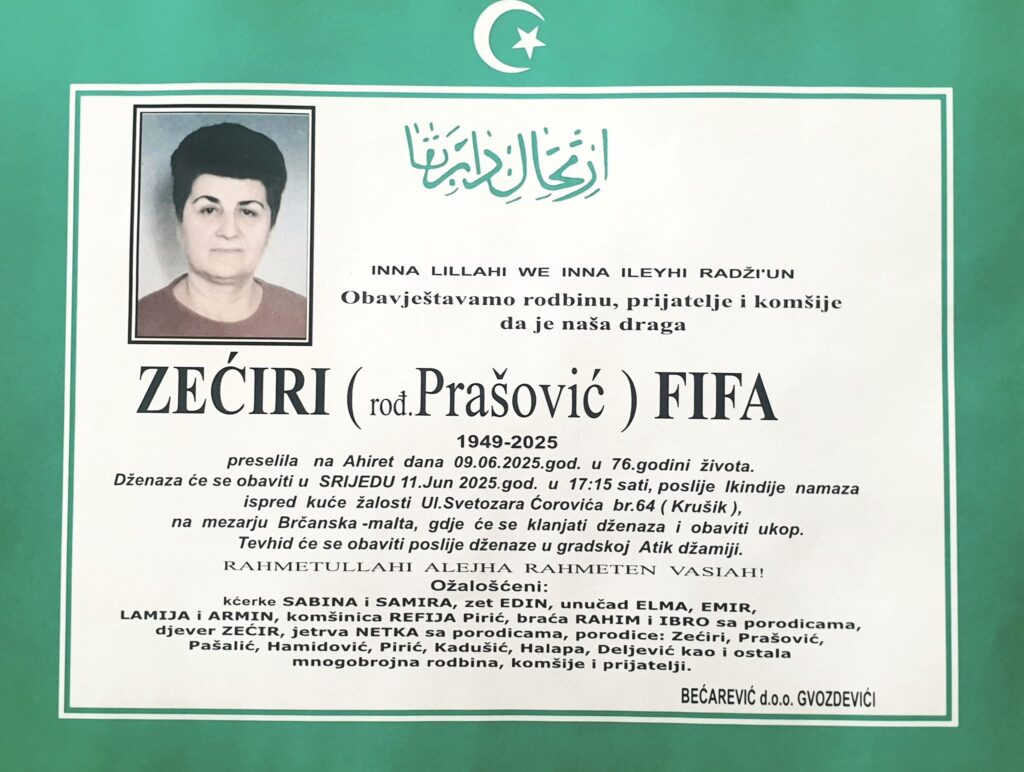 ارتحال دار بقا
INNA LILLAHI WE INNA ILEYHI RADŽI'UN
Obavještavamo rodbinu, prijatelje i komšije
da je naša draga
ZEĆIRI ( rođ.Prašović ) FIFA
1949-2025
preselila na Ahiret dana 09.06.2025.god. u 76.godini života.
Dženaza će se obaviti u SRIJEDU 11.Jun 2025.god. u 17:15 sati, poslije Ikindije namaza
ispred kuće žalosti Ul.Svetozara Ćorovića br.64 ( Krušik ),
na mezarju Brčanska -malta, gdje će se klanjati dženaza i obaviti ukop.
Tevhid će se obaviti poslije dženaze u gradskoj Atik džamiji.
RAHMETULLAHI ALEJHA RAHMETEN VASIAH!
Ožalošćeni:
kćerke SABINA i SAMIRA, zet EDIN, unučad ELMA, EMIR,
LAMIJA i ARMIN, komšinica REFIJA Pirić, braća RAHIM i IBRO sa porodicama,
djever ZEĆIR, jetrva NETKA sa porodicama, porodice: Zećiri, Prašović,
Pašalić, Hamidović, Pirić, Kadušić, Halapa, Deljević kao i ostala
mnogobrojna rodbina, komšije i prijatelji.
BEĆAREVIĆ d.o.o. GVOZDEVIĆI